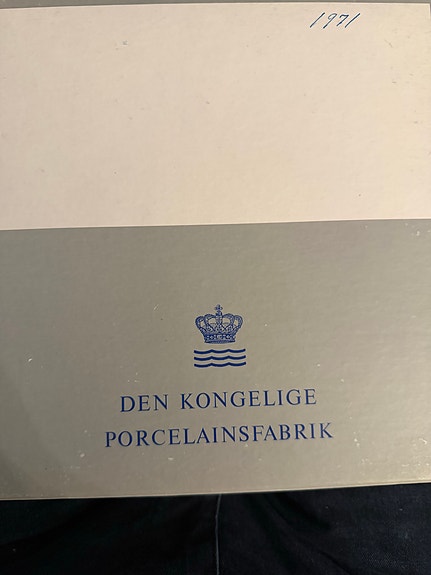 1971
DEN KONGELIGE
PORCELAINSFABRIK